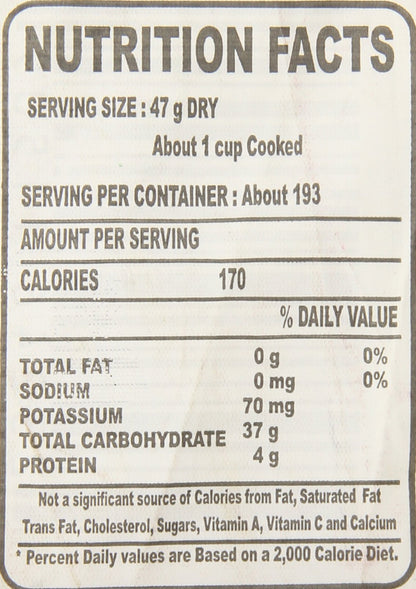 NUTRITION FACTS
SERVING SIZE : 47 g DRY
About 1 cup Cooked
SERVING PER CONTAINER : About 193
AMOUNT PER SERVING
CALORIES 170
% DAILY VALUE
TOTAL FAT 0 g 0%
SODIUM 0 mg 0%
POTASSIUM 70 mg
TOTAL CARBOHYDRATE 37 g
PROTEIN 4 g
Not a significant source of Calories from Fat, Saturated Fat
Trans Fat, Cholesterol, Sugars, Vitamin A, Vitamin C and Calcium
* Percent Daily values are Based on a 2,000 Calorie Diet.